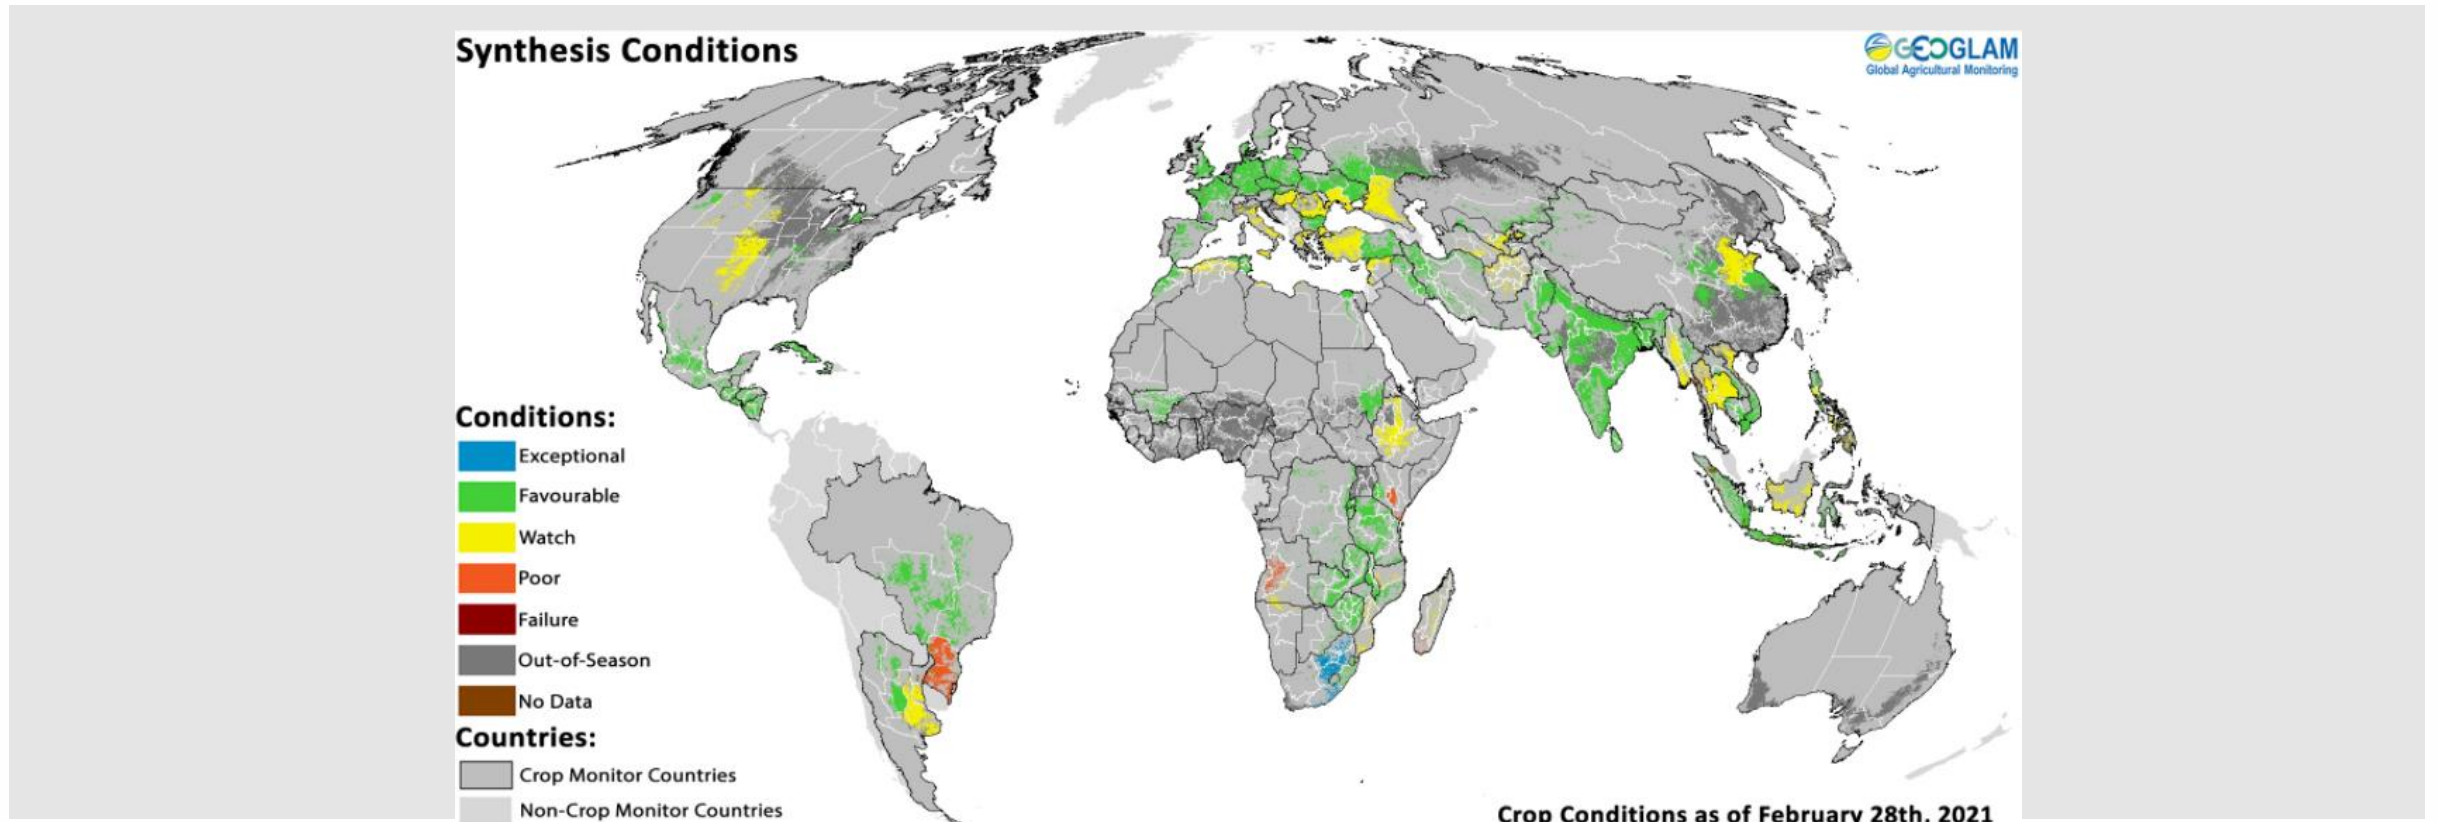 Synthesis Conditions
GEOGLAM
Global Agricultural Monitoring
Conditions:
Exceptional
Favourable
Watch
Poor
Failure
Out-of-Season
No Data
Countries:
Crop Monitor Countries
Non-Crop Monitor Countries
Crop Conditions as of February 28th, 2021